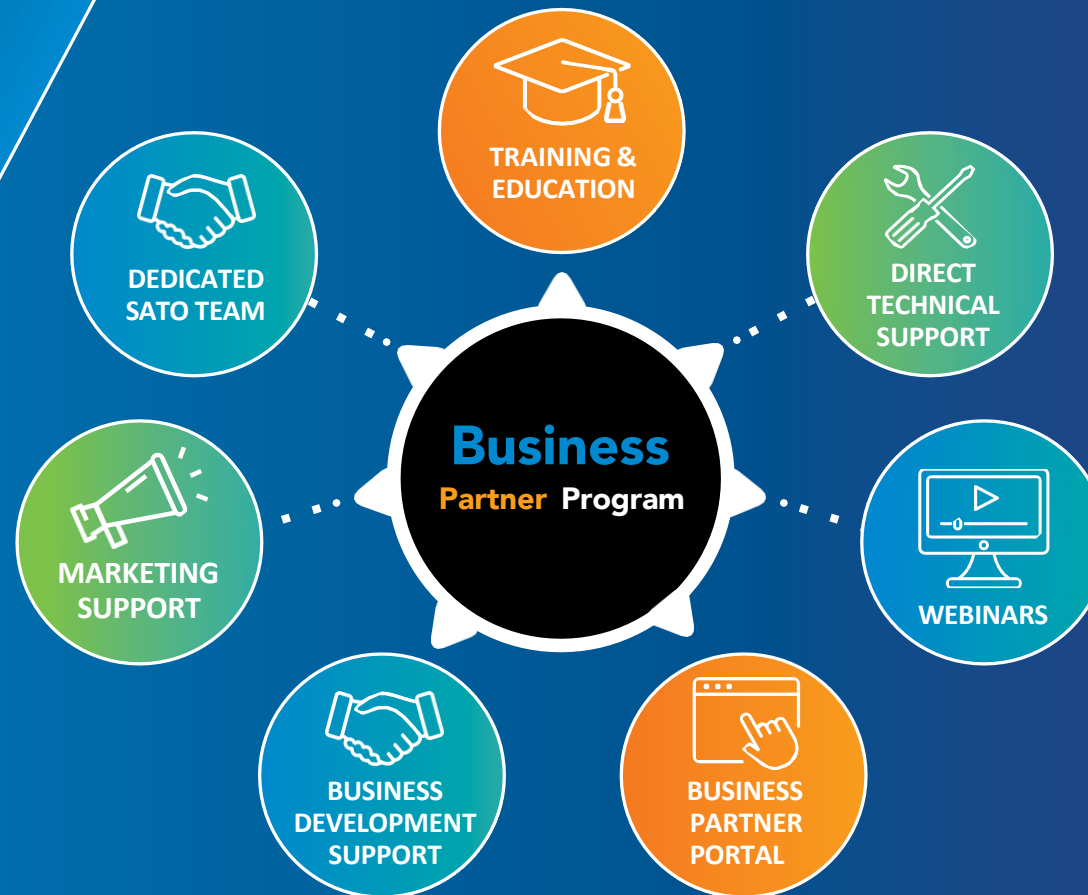 TRAINING &
EDUCATION
DEDICATED
SATO TEAM
DIRECT
TECHNICAL
SUPPORT
Business
Partner Program
MARKETING
SUPPORT
WEBINARS
BUSINESS
DEVELOPMENT
SUPPORT
BUSINESS
PARTNER
PORTAL